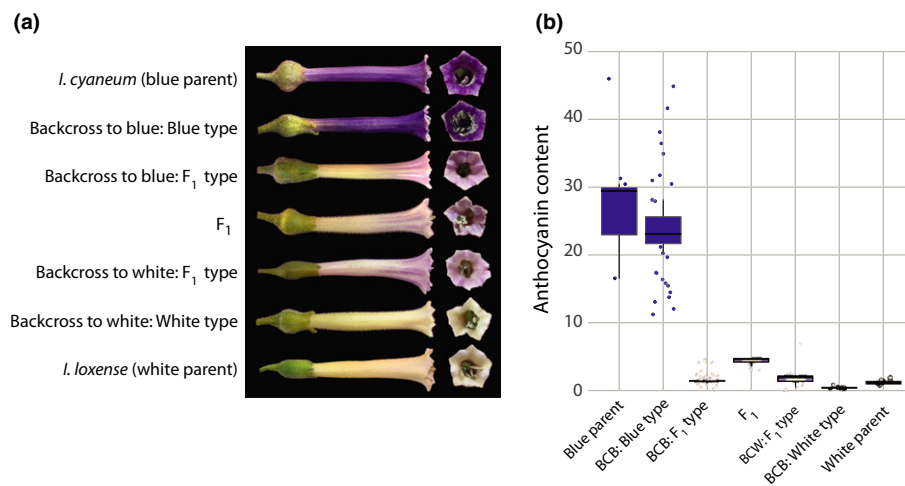 (a)
I. cyaneum (blue parent)
Backcross to blue: Blue type
Backcross to blue: F1 type
F1
Backcross to white: F1 type
Backcross to white: White type
I. loxense (white parent)
(b)
Anthocyanin content
50
40
30
20
10
0
Blue parent
BCB: Blue type
BCB: F1 type
F1
BCW: F1 type
BCB: White type
White parent